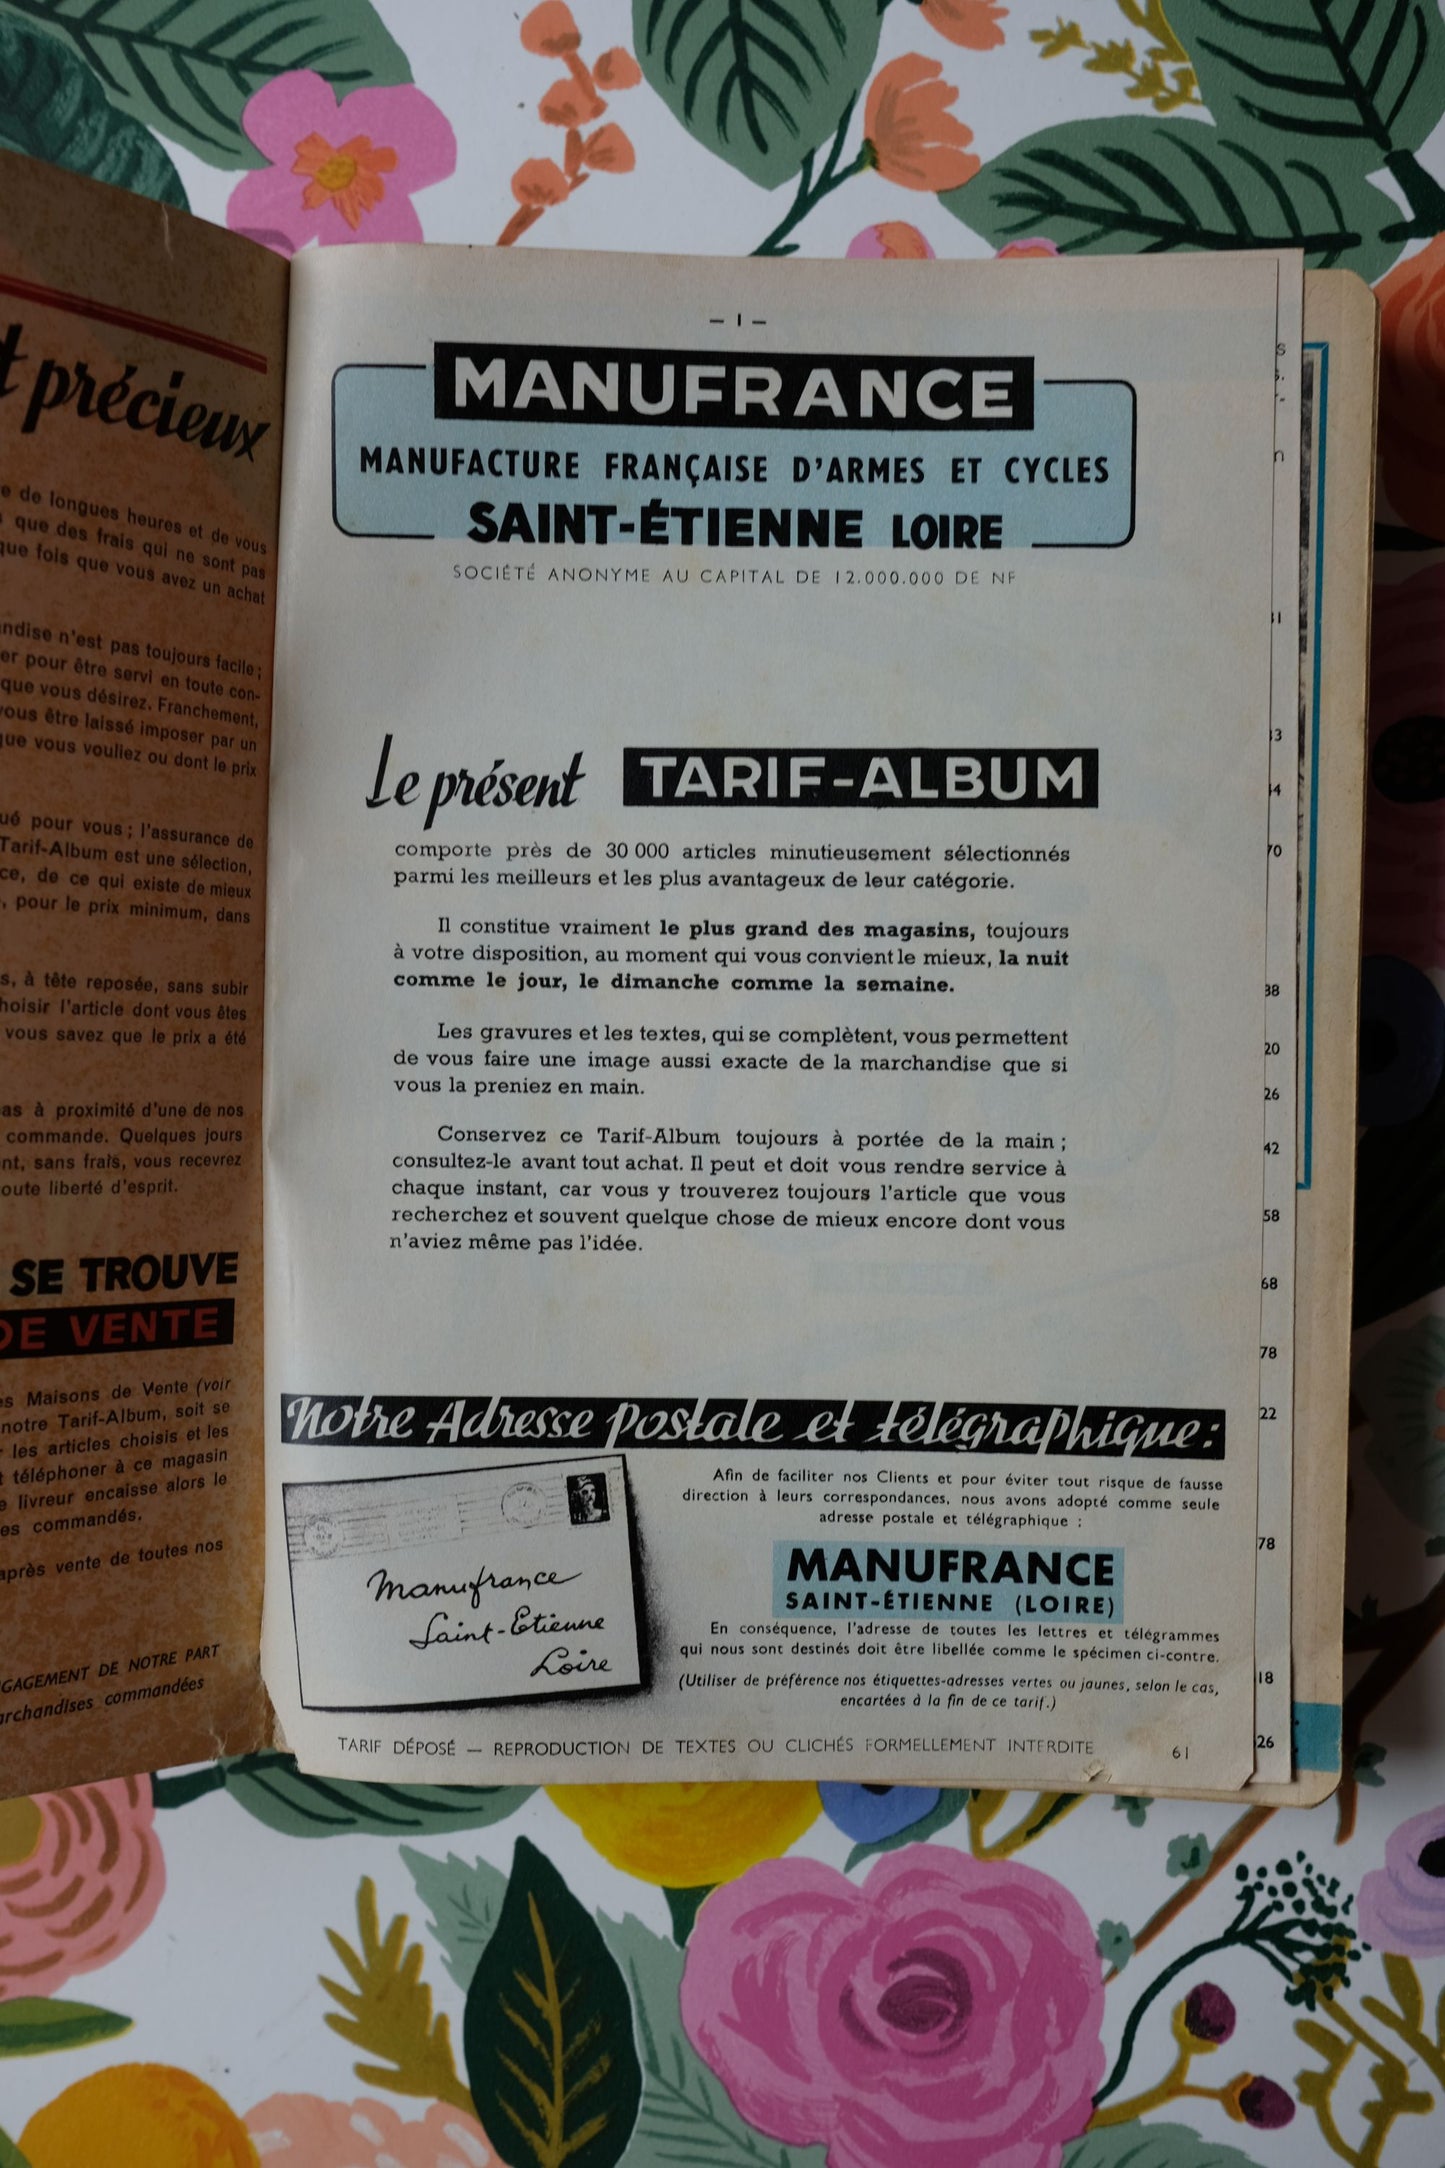 t précieux
e de longues heures et de vous
que des frais qui ne sont pas
que fois que vous avez un achat
ndise n'est pas toujours facile ;
er pour être servi en toute con-
que vous désirez. Franchement,
vous être laissé imposer par un
que vous vouliez ou dont le prix
ué pour vous ; l'assurance de
Tarif-Album est une sélection,
ce, de ce qui existe de mieux
, pour le prix minimum, dans
s, à tête reposée, sans subir
hoisir l'article dont vous êtes
vous savez que le prix a été
as à proximité d'une de nos
commande. Quelques jours
nt, sans frais, vous recevrez
oute liberté d'esprit.
SE TROUVE
DE VENTE
es Maisons de Vente (voir
notre Tarif-Album, soit se
r les articles choisis et les
t téléphoner à ce magasin
e livreur encaisse alors le
es commandés.
après vente de toutes nos
GAGEMENT DE NOTRE PART
archandises commandées
— 1 —
MANUFRANCE
MANUFACTURE FRANÇAISE D'ARMES ET CYCLES
SAINT-ÉTIENNE LOIRE
SOCIÉTÉ ANONYME AU CAPITAL DE 12.000.000 DE NF
Le présent TARIF-ALBUM
comporte près de 30 000 articles minutieusement sélectionnés
parmi les meilleurs et les plus avantageux de leur catégorie.
Il constitue vraiment le plus grand des magasins, toujours
à votre disposition, au moment qui vous convient le mieux, la nuit
comme le jour, le dimanche comme la semaine.
Les gravures et les textes, qui se complètent, vous permettent
de vous faire une image aussi exacte de la marchandise que si
vous la preniez en main.
Conservez ce Tarif-Album toujours à portée de la main ;
consultez-le avant tout achat. Il peut et doit vous rendre service à
chaque instant, car vous y trouverez toujours l'article que vous
recherchez et souvent quelque chose de mieux encore dont vous
n'aviez même pas l'idée.
Notre Adresse postale et télégraphique :
Manufrance
Saint-Etienne
Loire
Afin de faciliter nos Clients et pour éviter tout risque de fausse
direction à leurs correspondances, nous avons adopté comme seule
adresse postale et télégraphique :
MANUFRANCE
SAINT-ÉTIENNE (LOIRE)
En conséquence, l'adresse de toutes les lettres et télégrammes
qui nous sont destinés doit être libellée comme le spécimen ci-contre.
(Utiliser de préférence nos étiquettes-adresses vertes ou jaunes, selon le cas,
encartées à la fin de ce tarif.)
TARIF DÉPOSÉ — REPRODUCTION DE TEXTES OU CLICHÉS FORMELLEMENT INTERDITE 61
70
38
20
26
42
58
68
78
22
78
18
26